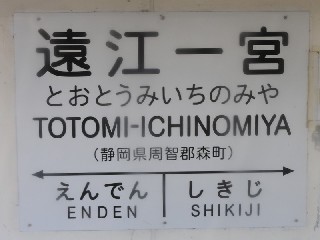 遠江一宮
とおとうみいちのみや
TOTOMI-ICHINOMIYA
(静岡県周智郡森町)
えんでん しきじ
ENDEN SHIKIJI